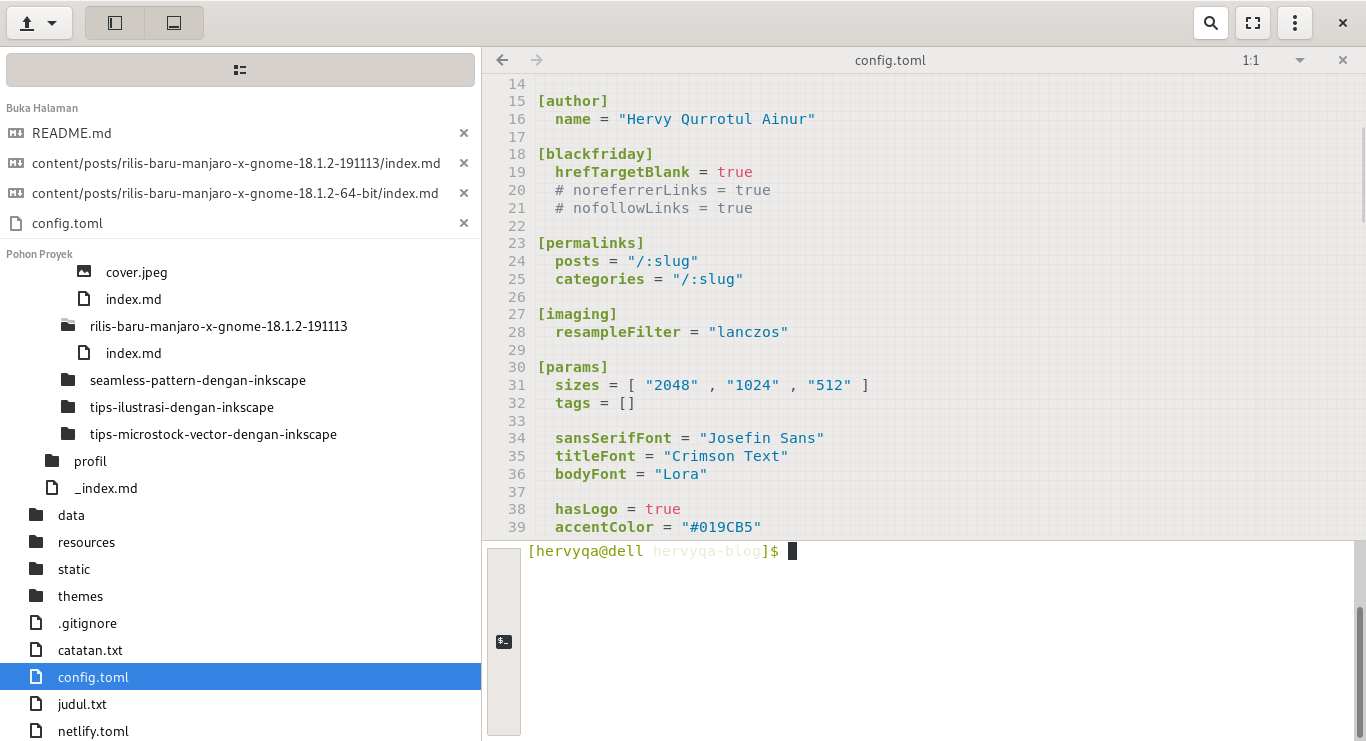 Buka Halaman
README.md
content/posts/rilis-baru-manjaro-x-gnome-18.1.2-191113/index.md
content/posts/rilis-baru-manjaro-x-gnome-18.1.2-64-bit/index.md
config.toml
Pohon Proyek
cover.jpeg
index.md
rilis-baru-manjaro-x-gnome-18.1.2-191113
index.md
seamless-pattern-dengan-inkscape
tips-ilustrasi-dengan-inkscape
tips-microstock-vector-dengan-inkscape
profil
_index.md
data
resources
static
themes
.gitignore
catatan.txt
config.toml
judul.txt
netlify.toml
config.toml 1:1
14
15 [author]
16 name = "Hervy Qurrotul Ainur"
17
18 [blackfriday]
19 hrefTargetBlank = true
20 # noreferrerLinks = true
21 # nofollowLinks = true
22
23 [permalinks]
24 posts = "/:slug"
25 categories = "/:slug"
26
27 [imaging]
28 resampleFilter = "lanczos"
29
30 [params]
31 sizes = [ "2048" , "1024" , "512" ]
32 tags = []
33
34 sansSerifFont = "Josefin Sans"
35 titleFont = "Crimson Text"
36 bodyFont = "Lora"
37
38 hasLogo = true
39 accentColor = "#019CB5"
[hervyqa@dell hervyqa-blog]$